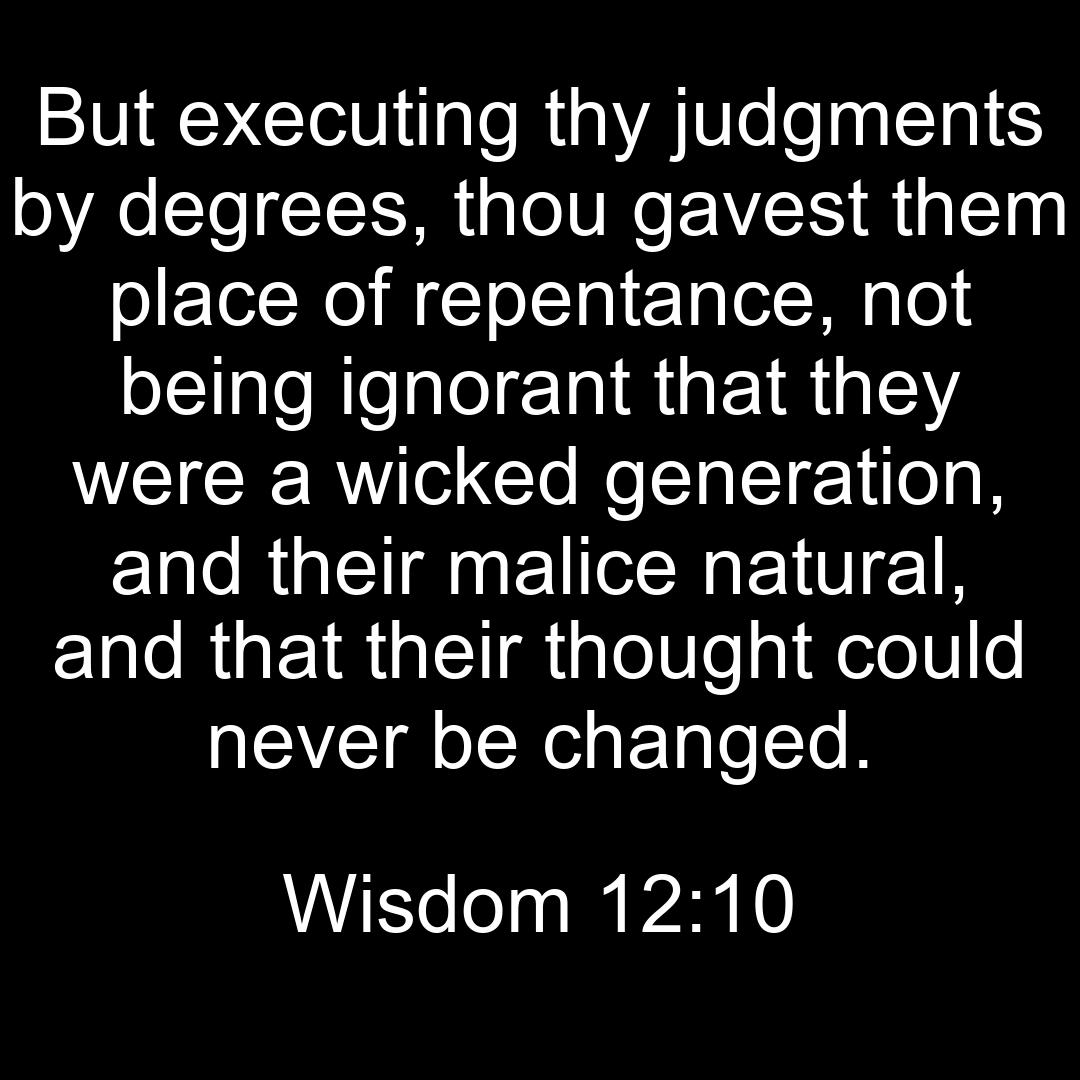 But executing thy judgments
by degrees, thou gavest them
place of repentance, not
being ignorant that they
were a wicked generation,
and their malice natural,
and that their thought could
never be changed.
Wisdom 12:10